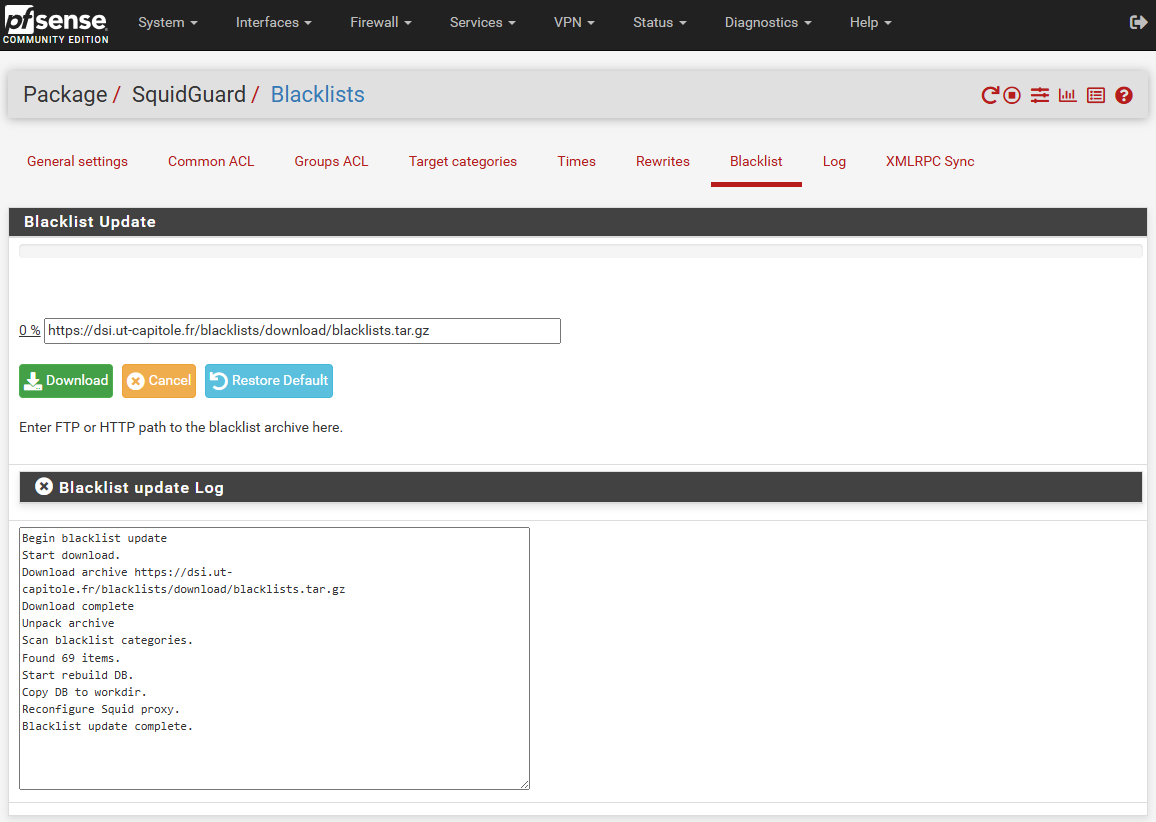 pfsense
COMMUNITY EDITION
System Interfaces Firewall Services VPN Status Diagnostics Help
Package / SquidGuard / Blacklists
General settings Common ACL Groups ACL Target categories Times Rewrites Blacklist Log XMLRPC Sync
Blacklist Update
0 % https://dsi.ut-capitole.fr/blacklists/download/blacklists.tar.gz
Download Cancel Restore Default
Enter FTP or HTTP path to the blacklist archive here.
Blacklist update Log
Begin blacklist update
Start download.
Download archive https://dsi.ut-
capitole.fr/blacklists/download/blacklists.tar.gz
Download complete
Unpack archive
Scan blacklist categories.
Found 69 items.
Start rebuild DB.
Copy DB to workdir.
Reconfigure Squid proxy.
Blacklist update complete.